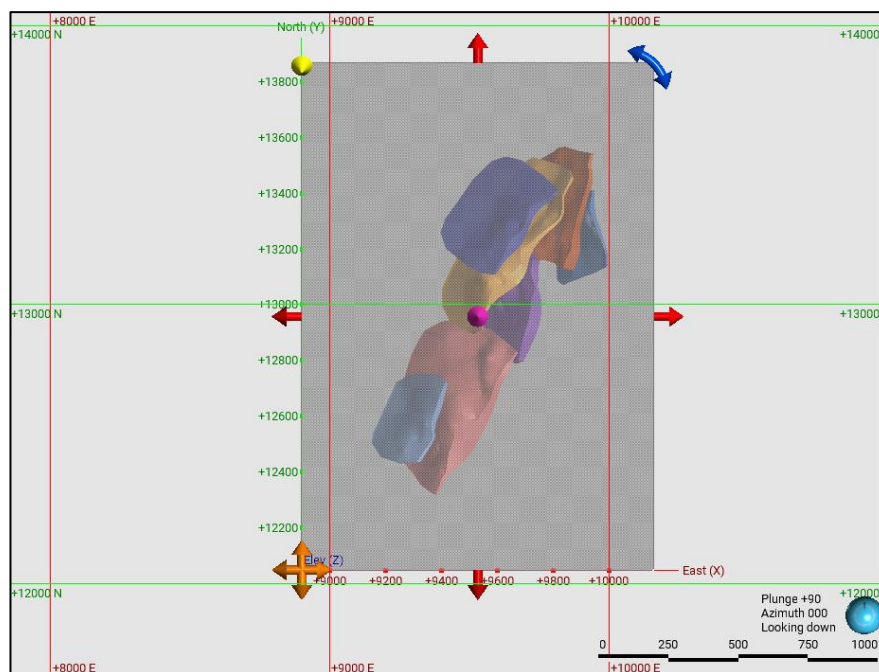 +8000 E
+9000 E
+10000 E
North (Y)
+14000 N
+14000
+13800
+13600
+13400
+13200
+13000
+13000 N
+13000
+12800
+12600
+12400
+12200
Elev (Z)
+9000
+9200
+9400
+9600
+9800
+10000
East (X)
+12000 N
+12000
Plunge +90
Azimuth 000
Looking down
0
250
500
750
1000
+8000 E
+9000 E
+10000 E